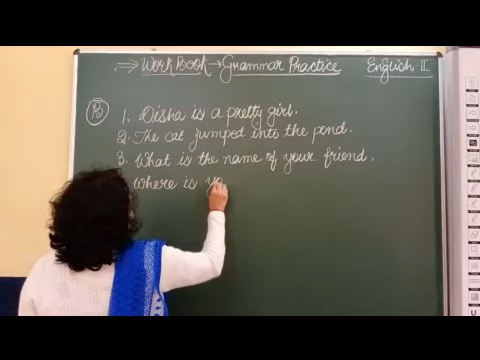 ⇒ Work Book → Grammar Practice English-II
B 1. Disha is a pretty girl.
2. The cat jumped into the pond.
3. What is the name of your friend.
Where is yo